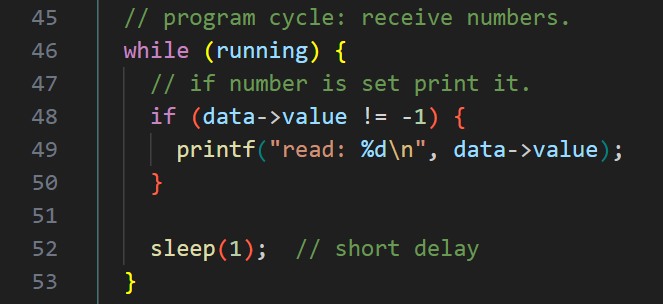 45 // program cycle: receive numbers.
46 while (running) {
47 // if number is set print it.
48 if (data->value != -1) {
49 printf("read: %d\n", data->value);
50 }
51
52 sleep(1); // short delay
53 }